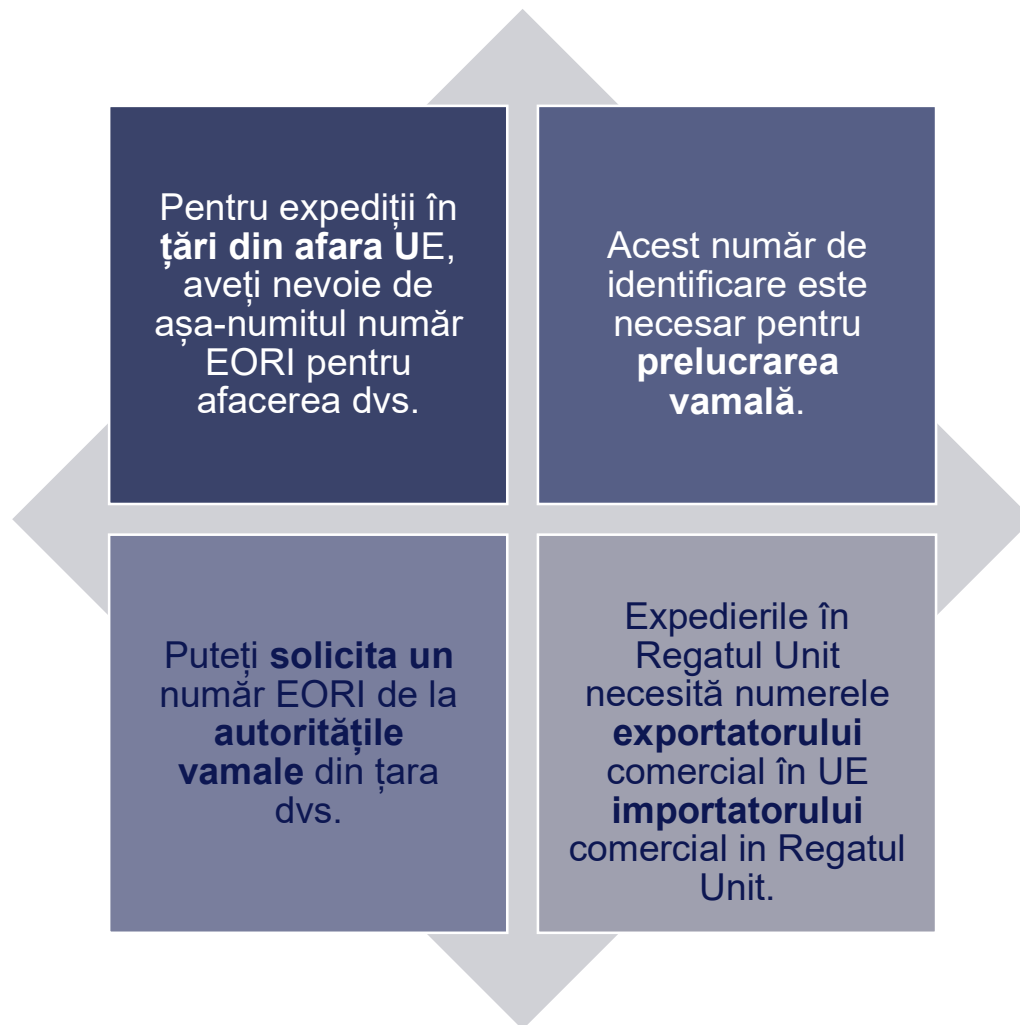 Pentru expediții în
țări din afara UE,
aveți nevoie de
așa-numitul număr
EORI pentru
afacerea dvs.
Acest număr de
identificare este
necesar pentru
prelucrarea
vamală.
Puteți solicita un
număr EORI de la
autoritățile
vamale din țara
dvs.
Expedierile în
Regatul Unit
necesită numerele
exportatorului
comercial în UE
importatorului
comercial in Regatul
Unit.